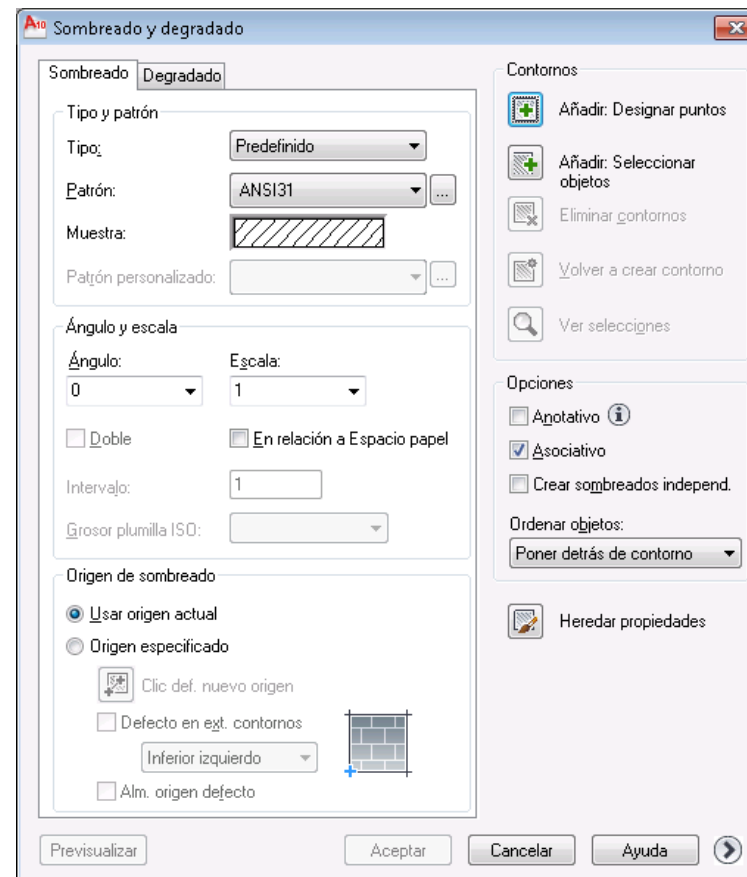 A10 Sombreado y degradado
Sombreado Degradado
Tipo y patrón
Tipo: Predefinido
Patrón: ANSI31 ...
Muestra:
Patrón personalizado: ...
Ángulo y escala
Ángulo: Escala:
0 1
Doble En relación a Espacio papel
Intervalo: 1
Grosor plumilla ISO:
Origen de sombreado
Usar origen actual
Origen especificado
Clic def. nuevo origen
Defecto en ext. contornos
Inferior izquierdo
Alm. origen defecto
Contornos
Añadir: Designar puntos
Añadir: Seleccionar
objetos
Eliminar contornos
Volver a crear contorno
Ver selecciones
Opciones
Anotativo
Asociativo
Crear sombreados independ.
Ordenar objetos:
Poner detrás de contorno
Heredar propiedades
Previsualizar Aceptar Cancelar Ayuda